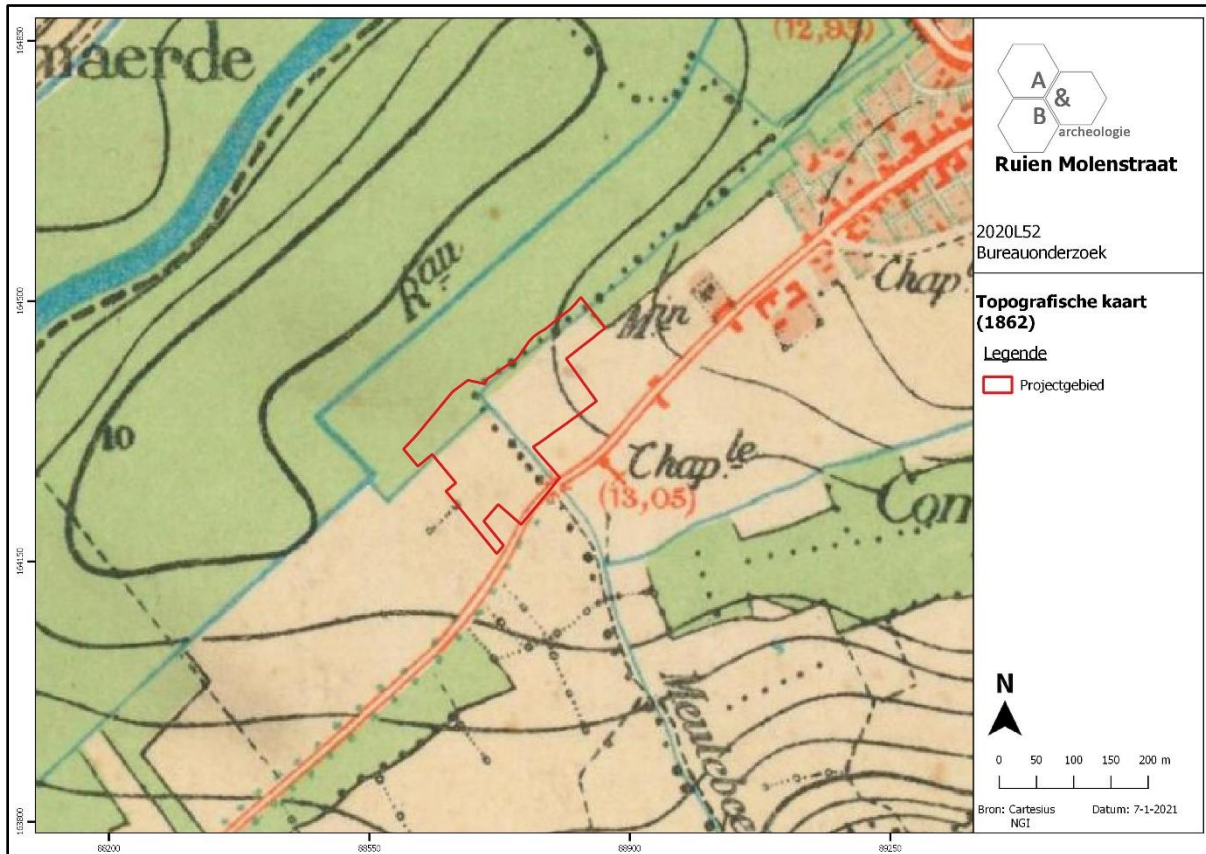 164850
164500
164150
163800
88200
88550
88900
89250
naerde
(12,95)
Rau
Chap.
Min
Chap.le
(13,05)
Con
10
A
&
B
archeologie
Ruien Molenstraat
2020L52
Bureauonderzoek
Topografische kaart
(1862)
Legende
Projectgebied
N
0 50 100 150 200 m
Bron: Cartesius
NGI
Datum: 7-1-2021